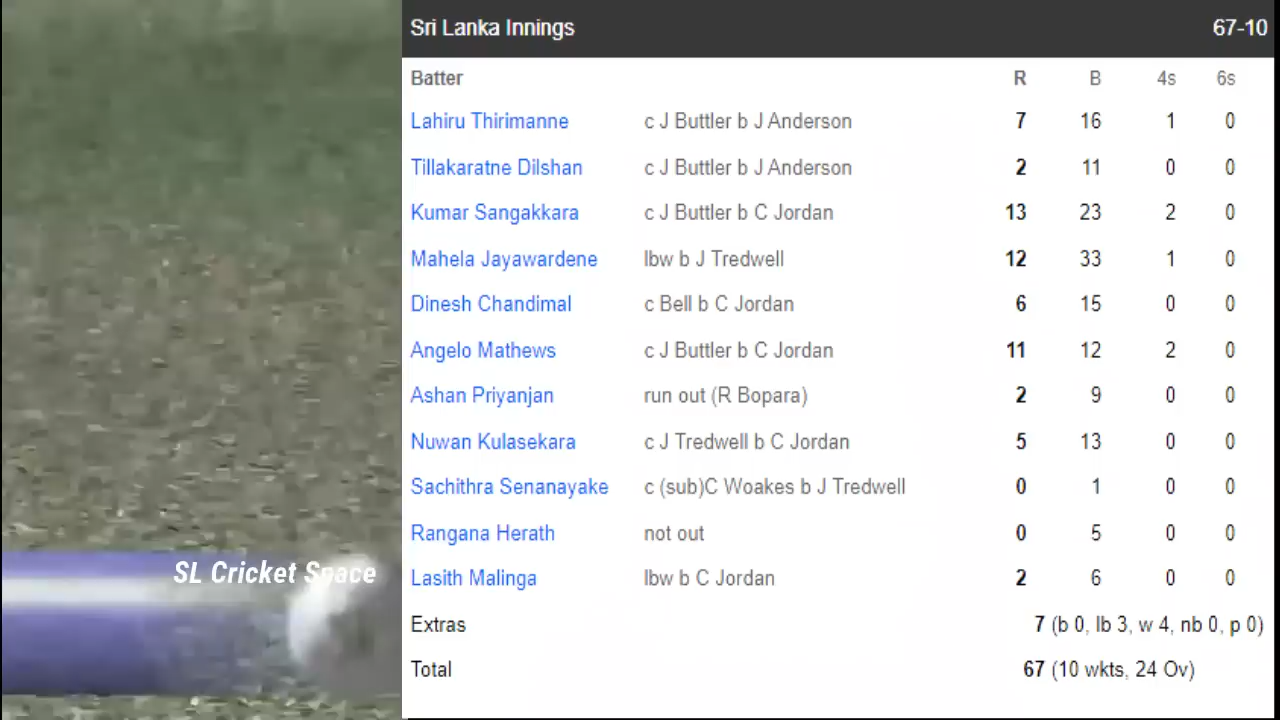 Sri Lanka Innings 67-10
Batter R B 4s 6s
Lahiru Thirimanne c J Buttler b J Anderson 7 16 1 0
Tillakaratne Dilshan c J Buttler b J Anderson 2 11 0 0
Kumar Sangakkara c J Buttler b C Jordan 13 23 2 0
Mahela Jayawardene lbw b J Tredwell 12 33 1 0
Dinesh Chandimal c Bell b C Jordan 6 15 0 0
Angelo Mathews c J Buttler b C Jordan 11 12 2 0
Ashan Priyanjan run out (R Bopara) 2 9 0 0
Nuwan Kulasekara c J Tredwell b C Jordan 5 13 0 0
Sachithra Senanayake c (sub)C Woakes b J Tredwell 0 1 0 0
Rangana Herath not out 0 5 0 0
SL Cricket Space
Lasith Malinga lbw b C Jordan 2 6 0 0
Extras 7 (b 0, lb 3, w 4, nb 0, p 0)
Total 67 (10 wkts, 24 Ov)